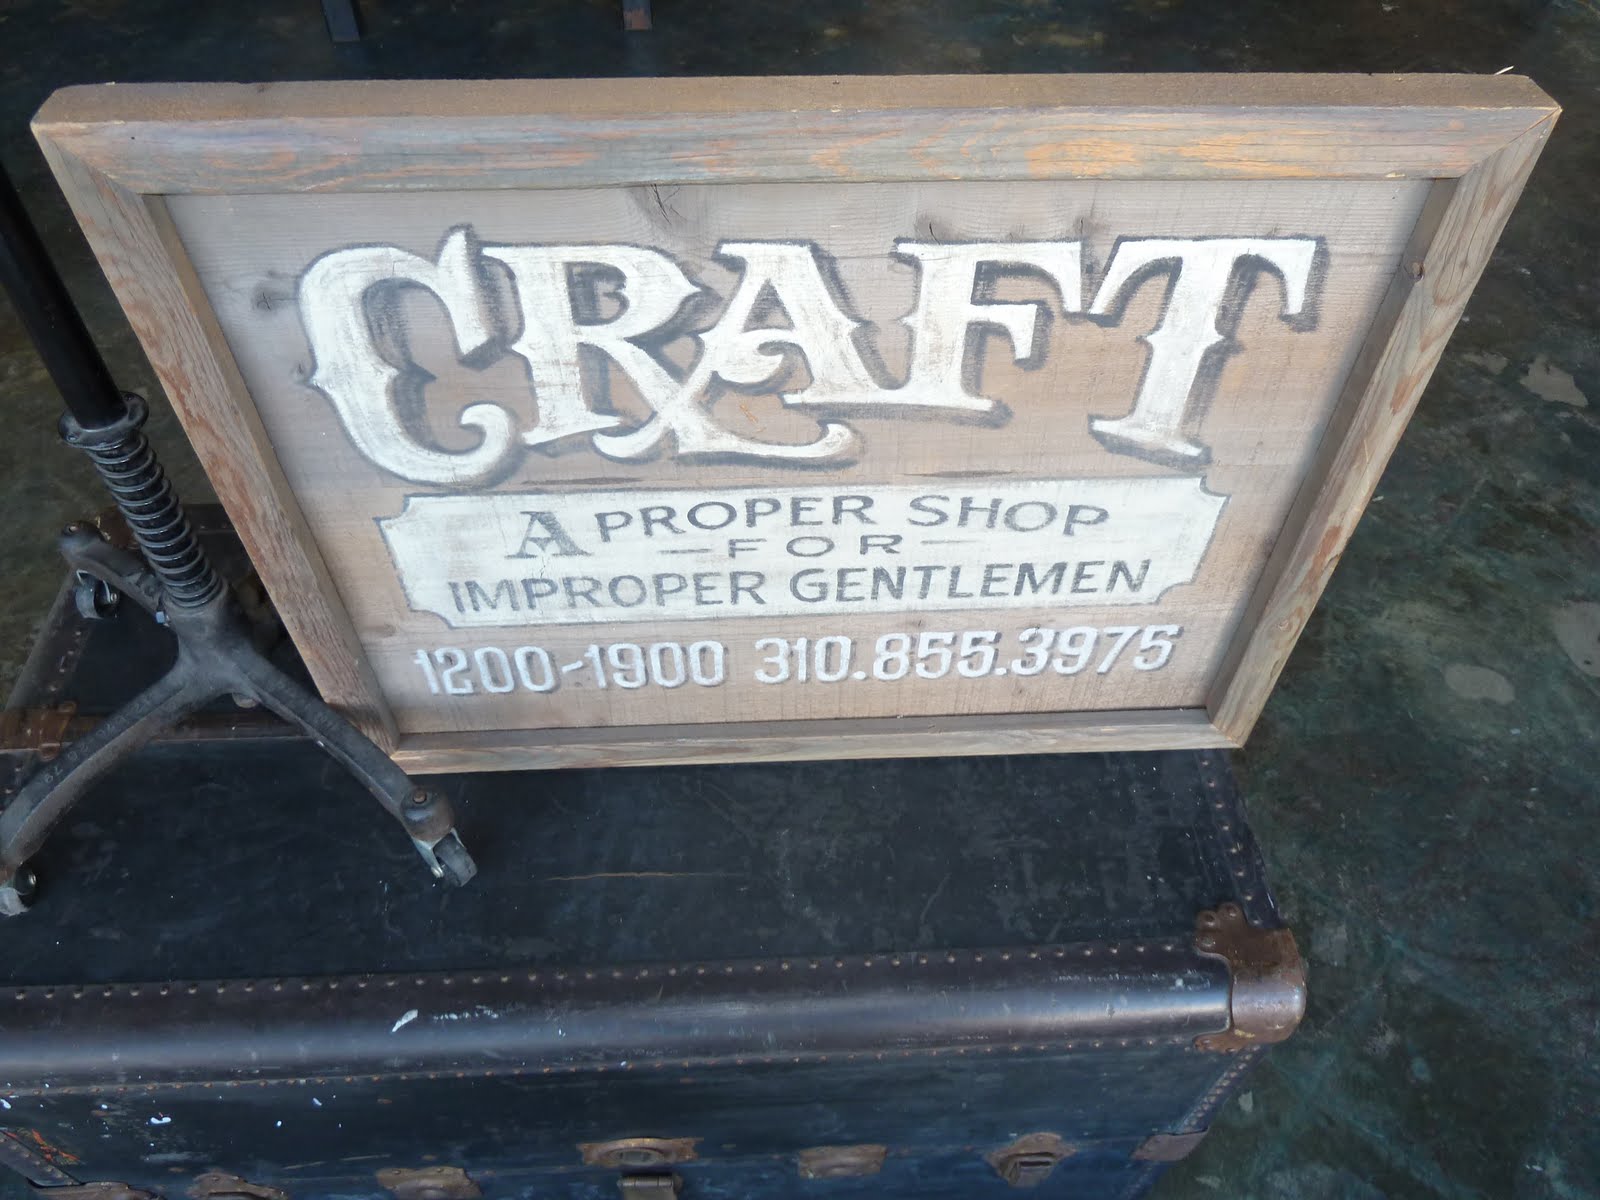 CRAFT
A PROPER SHOP
—FOR—
IMPROPER GENTLEMEN
1200-1900 310.855.3975